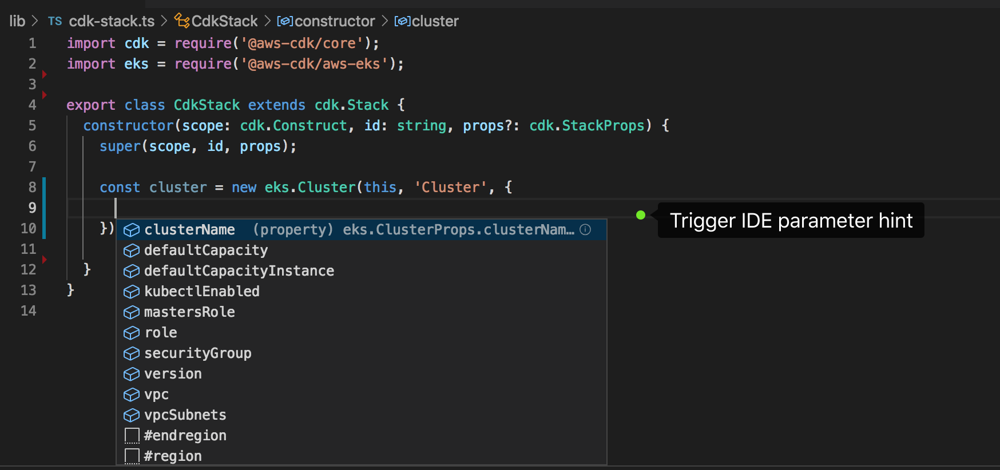 lib > TS cdk-stack.ts > CdkStack > constructor > cluster
1 import cdk = require('@aws-cdk/core');
2 import eks = require('@aws-cdk/aws-eks');
3
4 export class CdkStack extends cdk.Stack {
5 constructor(scope: cdk.Construct, id: string, props?: cdk.StackProps) {
6 super(scope, id, props);
7
8 const cluster = new eks.Cluster(this, 'Cluster', {
9
Trigger IDE parameter hint
10 })
clusterName (property) eks.ClusterProps.clusterNam…
defaultCapacity
11
defaultCapacityInstance
12 }
kubectlEnabled
13 }
mastersRole
14
role
securityGroup
version
vpc
vpcSubnets
#endregion
#region